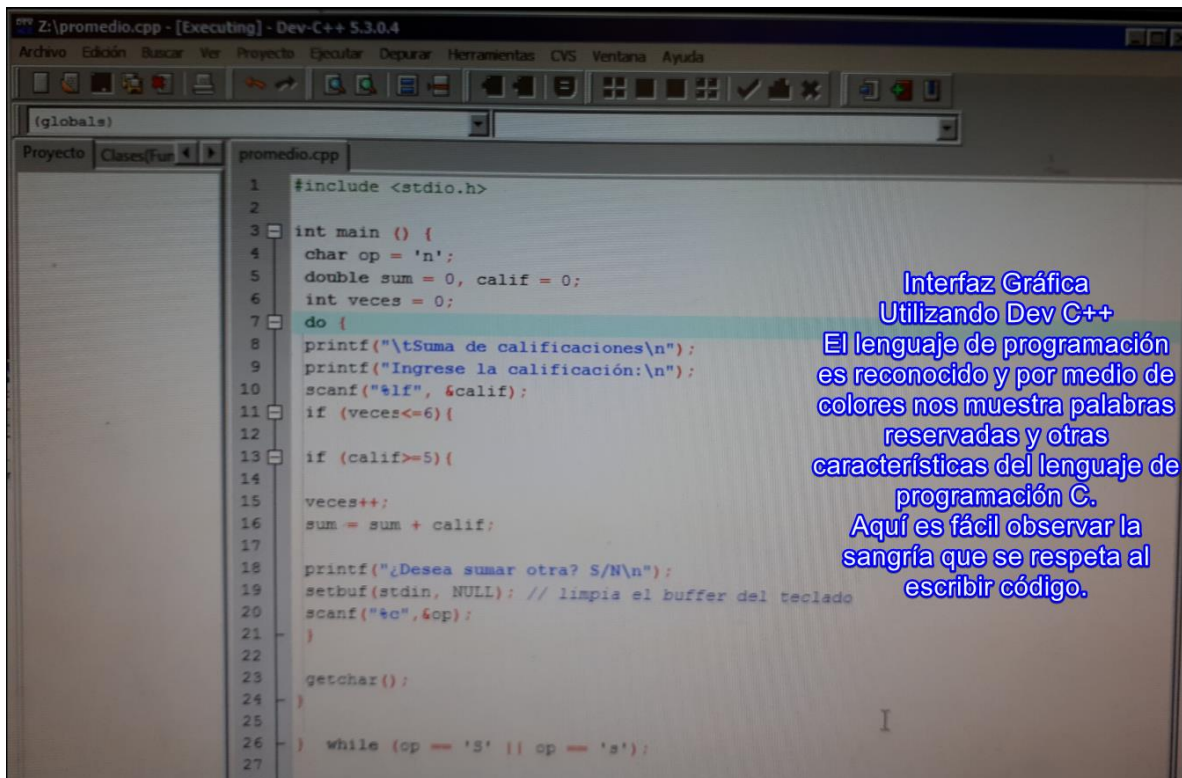 Z:\promedio.cpp - [Executing] - Dev-C++ 5.3.0.4
Archivo Edición Buscar Ver Proyecto Ejecutar Depurar Herramientas CVS Ventana Ayuda
(globals)
Proyecto Clases(Fun promedio.cpp
1 #include <stdio.h>
2
3 int main () {
4 char op = 'n';
5 double sum = 0, calif = 0;
6 int veces = 0;
7 do {
8 printf("\tSuma de calificaciones\n");
9 printf("Ingrese la calificación:\n");
10 scanf("%lf", &calif);
11 if (veces<=6){
12
13 if (calif>=5){
14
15 veces++;
16 sum = sum + calif;
17
18 printf("¿Desea sumar otra? S/N\n");
19 setbuf(stdin, NULL); // limpia el buffer del teclado
20 scanf("%c",&op);
21 }
22
23 getchar();
24 }
25
26 } while (op == 'S' || op == 's');
27
Interfaz Gráfica
Utilizando Dev C++
El lenguaje de programación
es reconocido y por medio de
colores nos muestra palabras
reservadas y otras
características del lenguaje de
programación C.
Aquí es fácil observar la
sangría que se respeta al
escribir código.